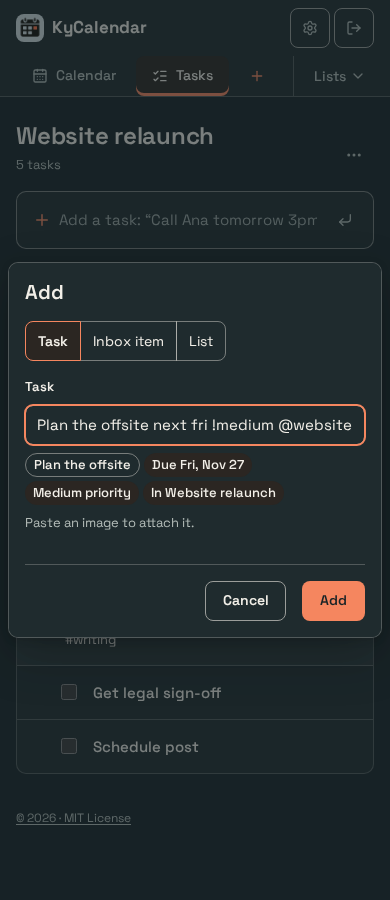 KyCalendar
Calendar Tasks + Lists
Website relaunch
5 tasks
Add a task: “Call Ana tomorrow 3pm
Add
Task Inbox item List
Task
Plan the offsite next fri !medium @website
Plan the offsite Due Fri, Nov 27
Medium priority In Website relaunch
Paste an image to attach it.
Cancel Add
#writing
Get legal sign-off
Schedule post
© 2026 · MIT License